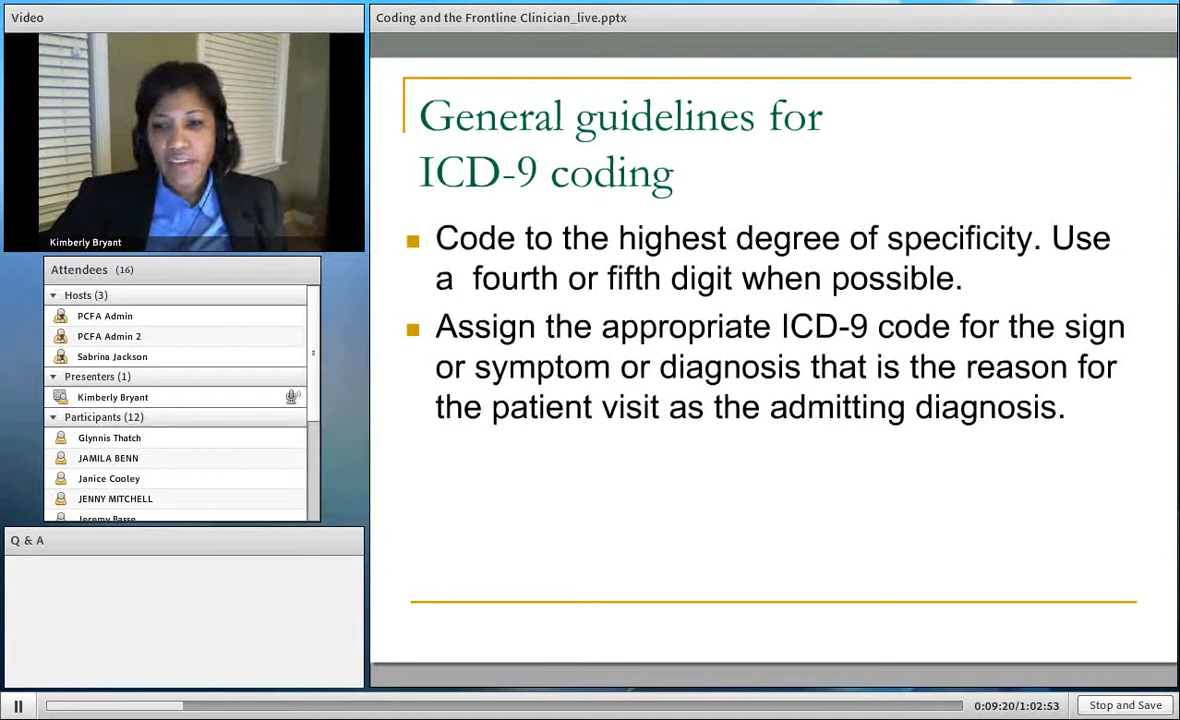 Video
Kimberly Bryant
Attendees (16)
Hosts (3)
PCFA Admin
PCFA Admin 2
Sabrina Jackson
Presenters (1)
Kimberly Bryant
Participants (12)
Glynnis Thatch
JAMILA BENN
Janice Cooley
JENNY MITCHELL
Jeremy Basse
Q & A
Coding and the Frontline Clinician_live.pptx
General guidelines for
ICD-9 coding
Code to the highest degree of specificity. Use
a fourth or fifth digit when possible.
Assign the appropriate ICD-9 code for the sign
or symptom or diagnosis that is the reason for
the patient visit as the admitting diagnosis.
0:09:20/1:02:53
Stop and Save